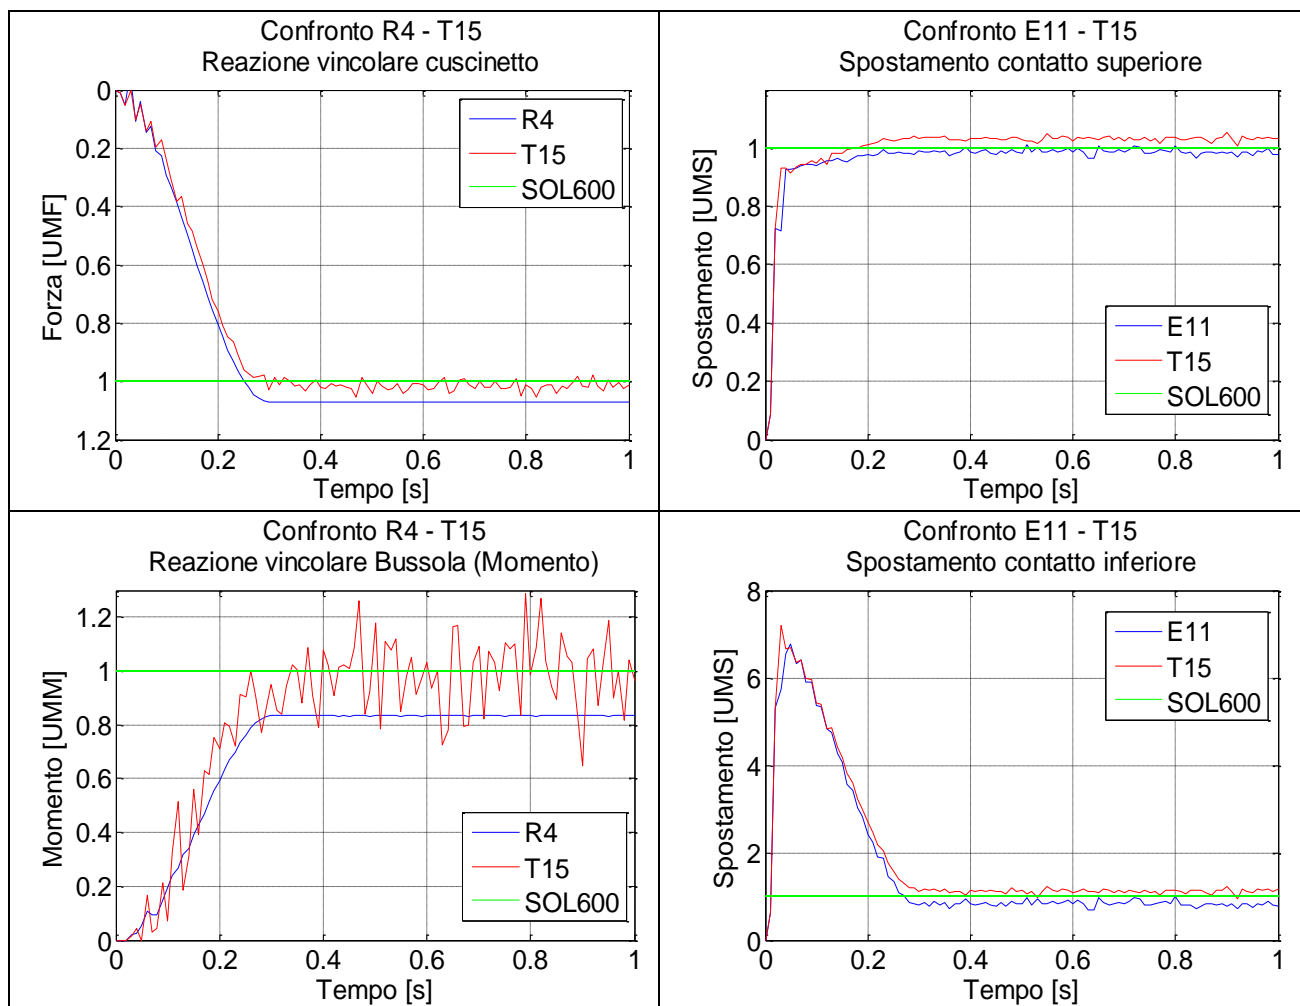 Confronto R4 - T15
Reazione vincolare cuscinetto
0
0.2
0.4
0.6
0.8
1
1.2
Forza [UMF]
R4
T15
SOL600
0 0.2 0.4 0.6 0.8 1
Tempo [s]
Confronto E11 - T15
Spostamento contatto superiore
1
0.8
0.6
0.4
0.2
0
Spostamento [UMS]
E11
T15
SOL600
0 0.2 0.4 0.6 0.8 1
Tempo [s]
Confronto R4 - T15
Reazione vincolare Bussola (Momento)
1.2
1
0.8
0.6
0.4
0.2
0
Momento [UMM]
R4
T15
SOL600
0 0.2 0.4 0.6 0.8 1
Tempo [s]
Confronto E11 - T15
Spostamento contatto inferiore
8
6
4
2
0
Spostamento [UMS]
E11
T15
SOL600
0 0.2 0.4 0.6 0.8 1
Tempo [s]